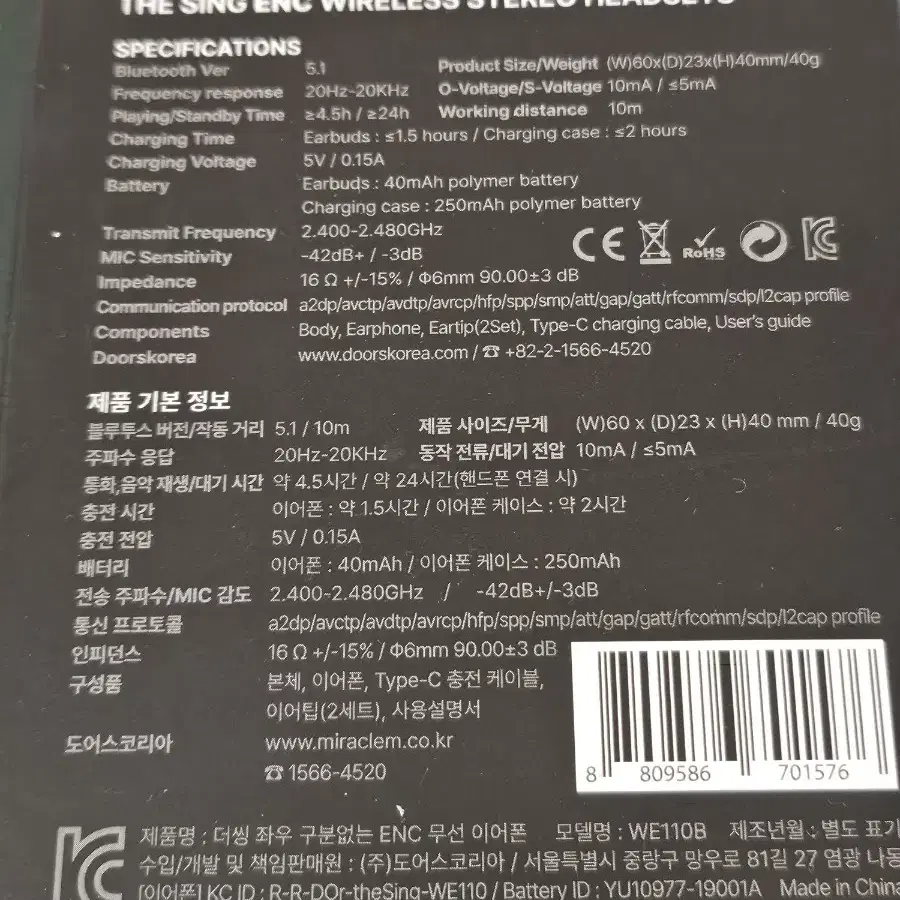 THE SING ENC WIRELESS STEREO HEADSETS
SPECIFICATIONS
Bluetooth Ver 5.1 Product Size/Weight (W)60x(D)23x(H)40mm/40g
Frequency response 20Hz~20KHz O-Voltage/S-Voltage 10mA / ≤5mA
Playing/Standby Time ≥4.5h / ≥24h Working distance 10m
Charging Time Earbuds : ≤1.5 hours / Charging case : ≤2 hours
Charging Voltage 5V / 0.15A
Battery Earbuds : 40mAh polymer battery
Charging case : 250mAh polymer battery
Transmit Frequency 2.400~2.480GHz
MIC Sensitivity -42dB+ / -3dB
Impedance 16 Ω +/-15% / Φ6mm 90.00±3 dB
Communication protocol a2dp/avctp/avdtp/avrcp/hfp/spp/smp/att/gap/gatt/rfcomm/sdp/l2cap profile
Components Body, Earphone, Eartip(2Set), Type-C charging cable, User's guide
Doorskorea www.doorskorea.com / ☎ +82-2-1566-4520
CE RoHS
제품 기본 정보
블루투스 버전/작동 거리 5.1 / 10m 제품 사이즈/무게 (W)60 x (D)23 x (H)40 mm / 40g
주파수 응답 20Hz~20KHz 동작 전류/대기 전압 10mA / ≤5mA
통화,음악 재생/대기 시간 약 4.5시간 / 약 24시간(핸드폰 연결 시)
충전 시간 이어폰 : 약 1.5시간 / 이어폰 케이스 : 약 2시간
충전 전압 5V / 0.15A
배터리 이어폰 : 40mAh / 이어폰 케이스 : 250mAh
전송 주파수/MIC 감도 2.400~2.480GHz / -42dB+/-3dB
통신 프로토콜 a2dp/avctp/avdtp/avrcp/hfp/spp/smp/att/gap/gatt/rfcomm/sdp/l2cap profile
인피던스 16 Ω +/-15% / Φ6mm 90.00±3 dB
구성품 본체, 이어폰, Type-C 충전 케이블,
이어팁(2세트), 사용설명서
도어스코리아 www.miraclem.co.kr
☎ 1566-4520
8 809586 701576
제품명 : 더씽 좌우 구분없는 ENC 무선 이어폰 모델명 : WE110B 제조년월 : 별도 표기
수입/개발 및 책임판매원 : (주)도어스코리아 / 서울특별시 중랑구 망우로 81길 27 염광 나동
[이어폰] KC ID : R-R-DOr-theSing-WE110 / Battery ID : YU10977-19001A Made in China